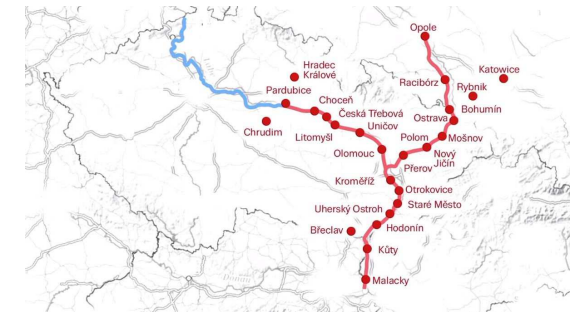 Opole
Katowice
Hradec
Králové
Racibórz
Rybnik
Pardubice
Bohumín
Choceň
Ostrava
Česká Třebová
Chrudim
Litomyšl
Uničov
Polom
Mošnov
Olomouc
Nový
Jičín
Přerov
Kroměříž
Otrokovice
Staré Město
Uherský Ostroh
Břeclav
Hodonín
Kúty
Malacky